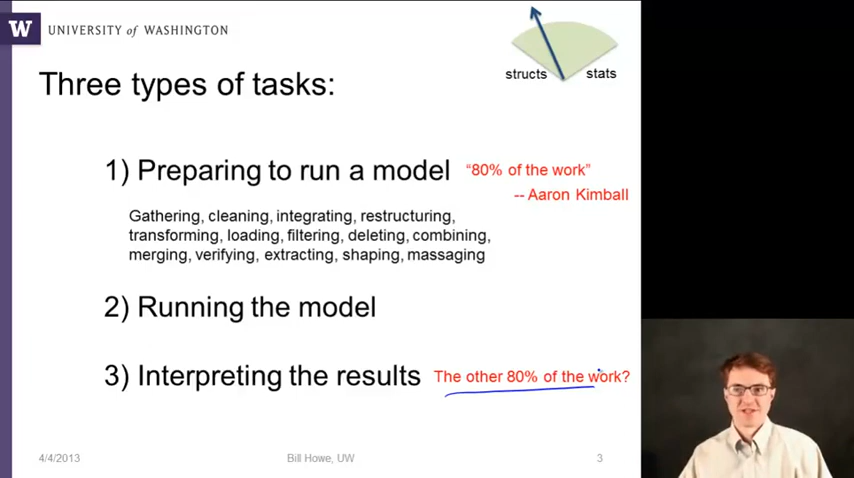 W UNIVERSITY of WASHINGTON
structs stats
Three types of tasks:
1) Preparing to run a model "80% of the work"
-- Aaron Kimball
Gathering, cleaning, integrating, restructuring,
transforming, loading, filtering, deleting, combining,
merging, verifying, extracting, shaping, massaging
2) Running the model
3) Interpreting the results The other 80% of the work?
4/4/2013 Bill Howe, UW 3